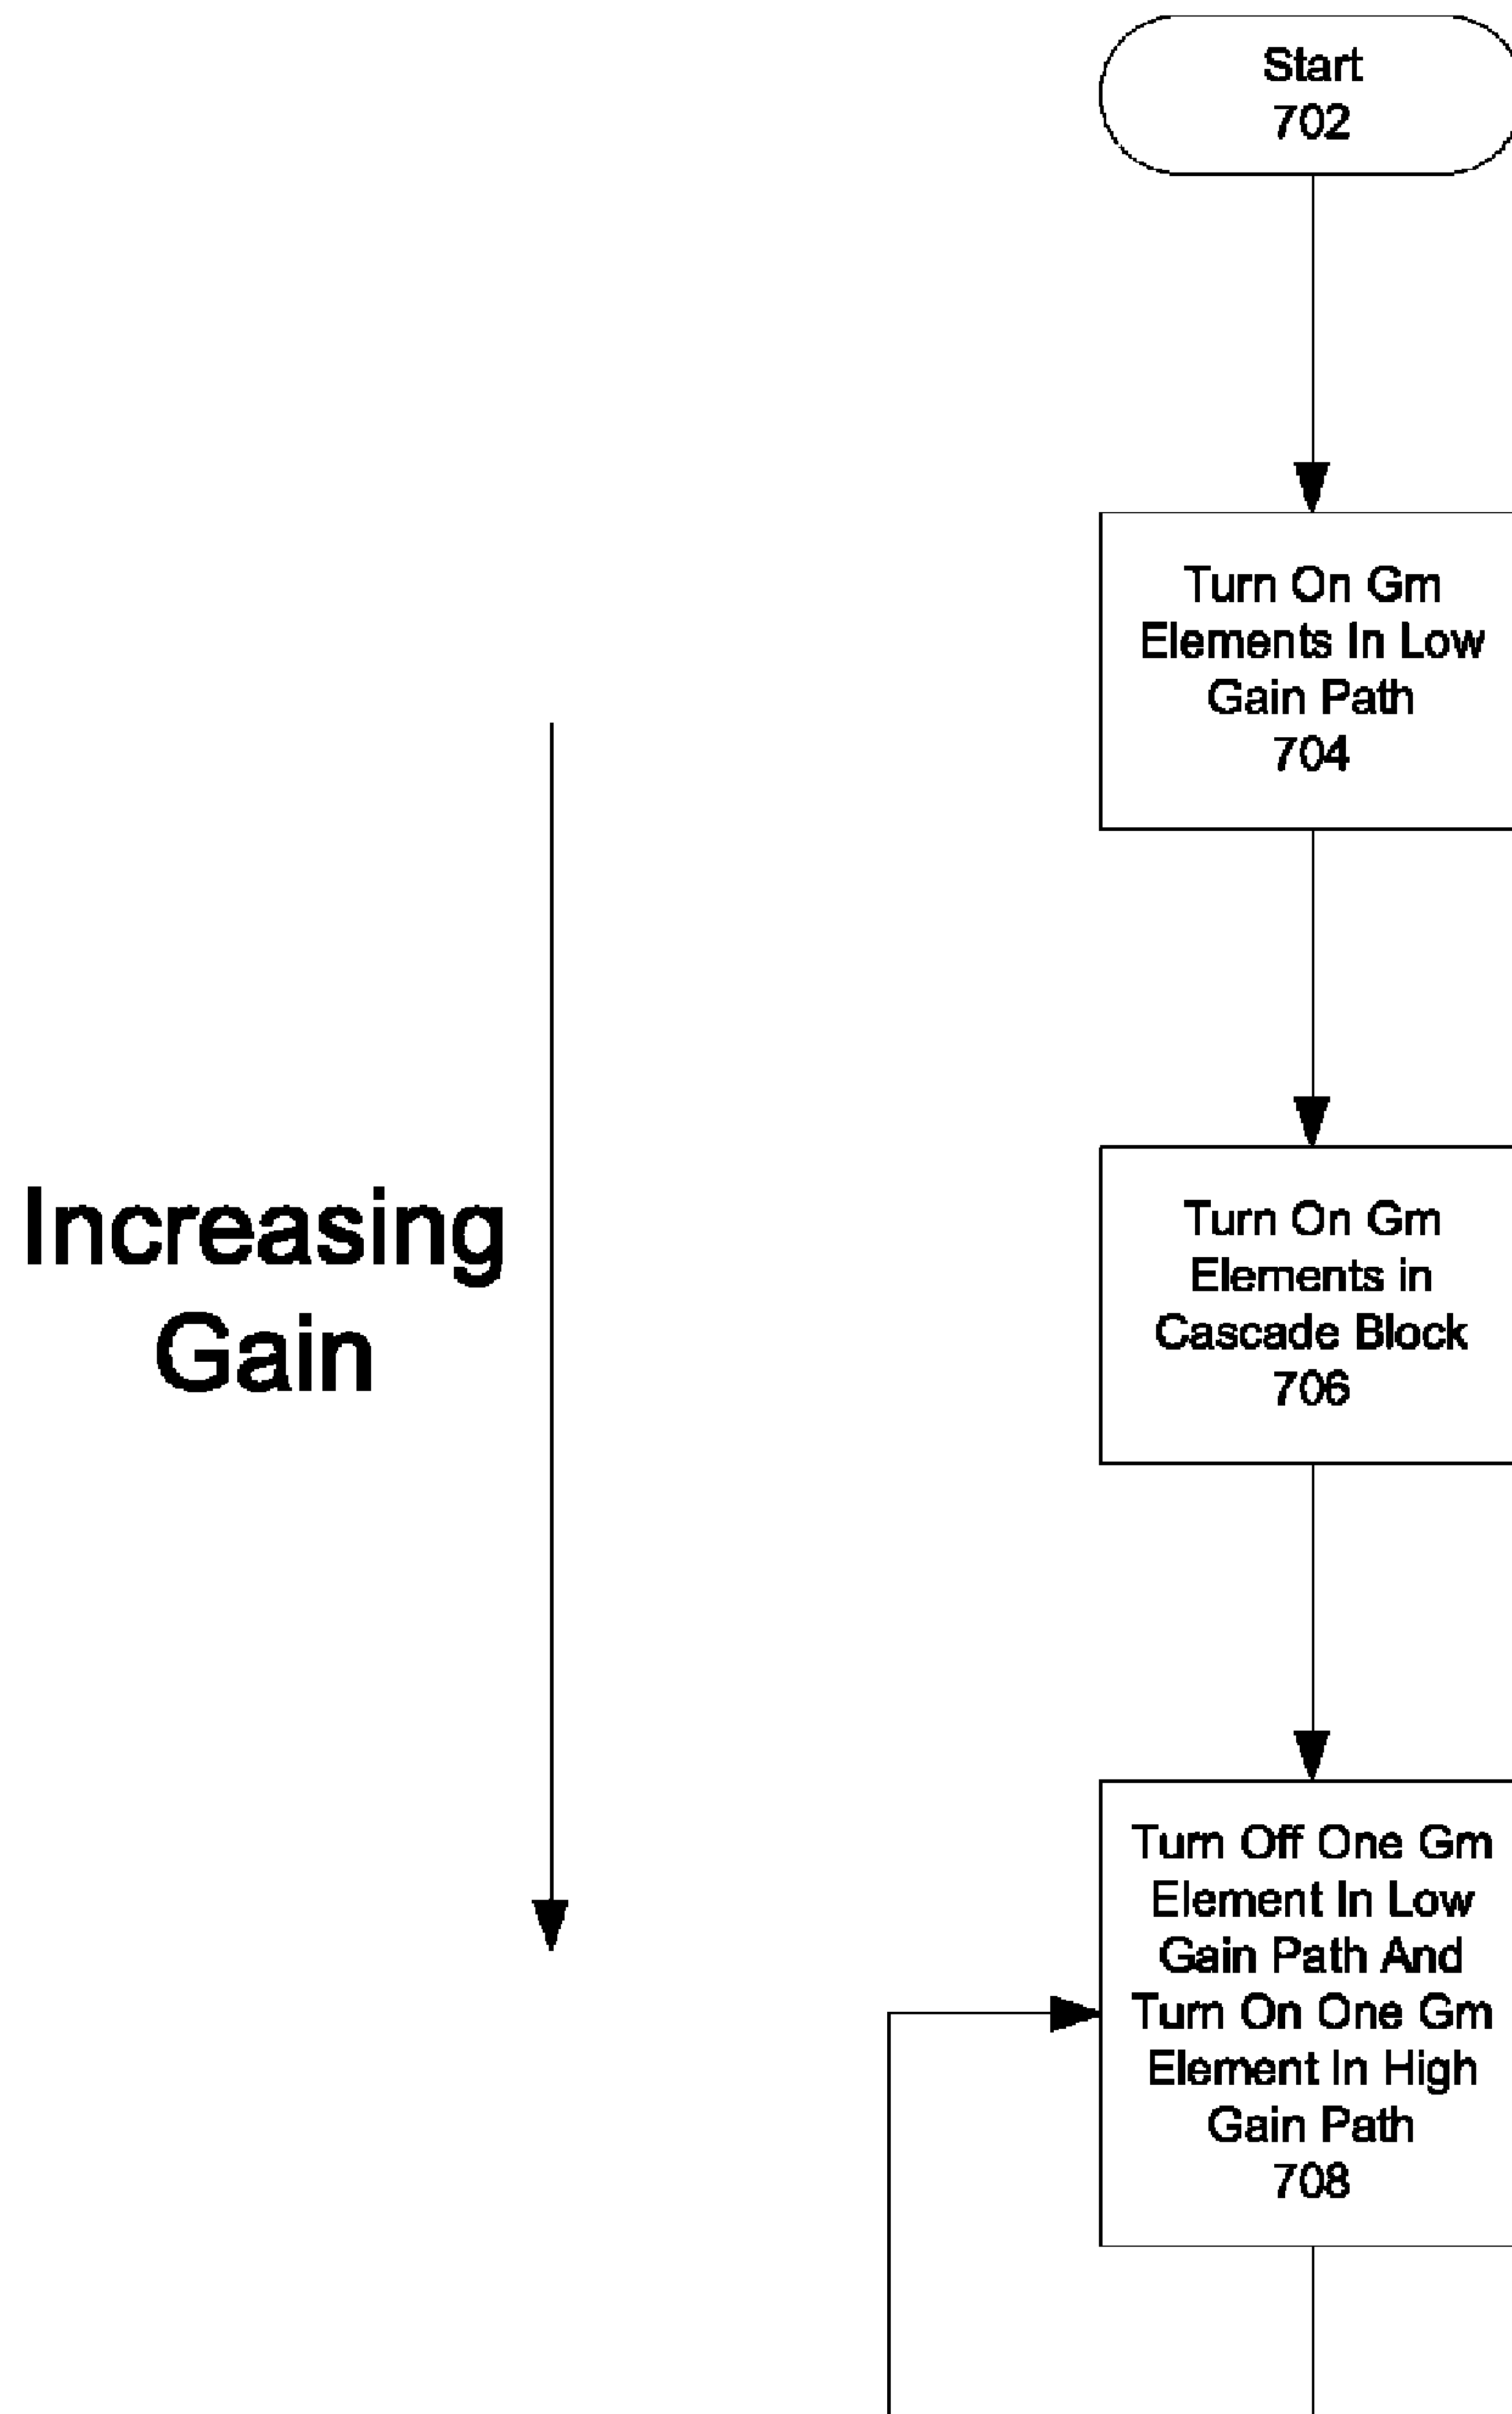 Start
702
Turn On Gm
Elements In Low
Gain Path
704
Increasing
Gain
Turn On Gm
Elements in
Cascade Block
706
Turn Off One Gm
Element In Low
Gain Path And
Turn On One Gm
Element In High
Gain Path
708